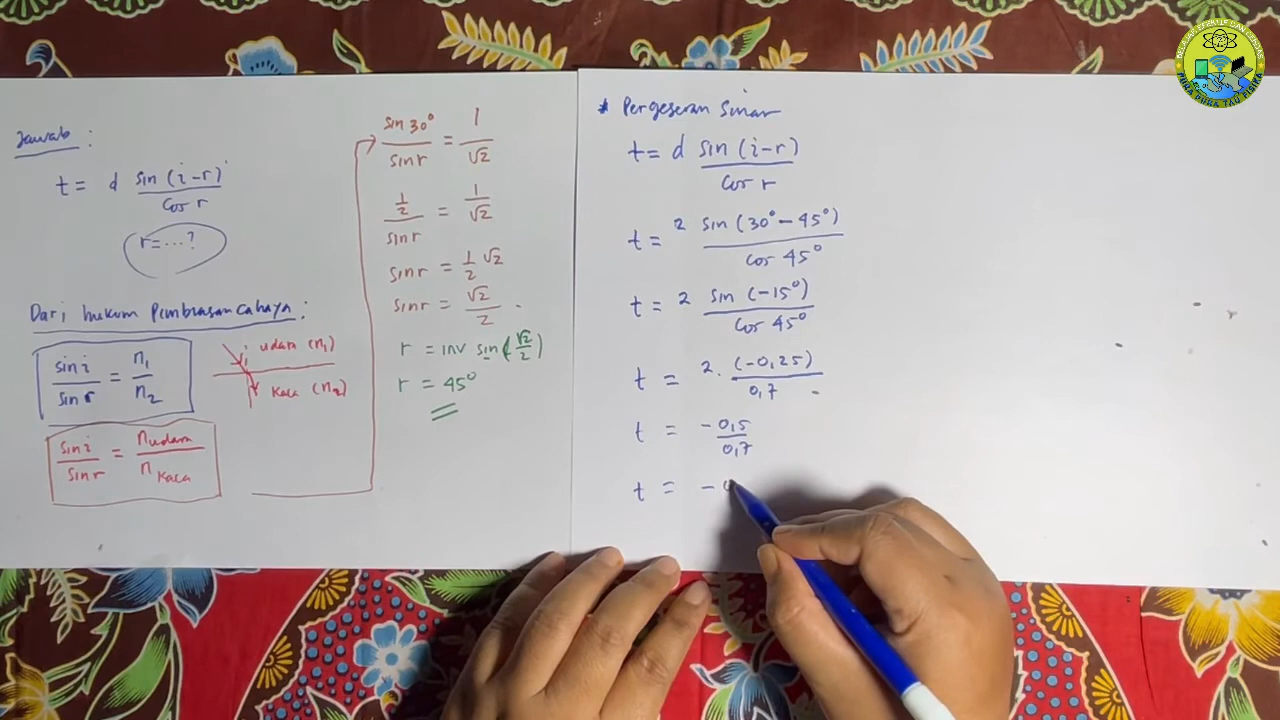 Jawab :
t = d sin (i-r) / cos r
r = ...?
Dari hukum Pembiasan cahaya :
sin i / sin r = n1 / n2
i udara (n1)
r kaca (n2)
sin i / sin r = n udara / n kaca
sin 30° / sin r = 1 / √2
1/2 / sin r = 1 / √2
sin r = 1/2 √2
sin r = √2 / 2
r = inv sin (√2/2)
r = 45°
* Pergeseran Sinar
t = d sin (i-r) / cos r
t = 2 sin (30° - 45°) / cos 45°
t = 2 sin (-15°) / cos 45°
t = 2. (-0,25) / 0,7
t = -0,5 / 0,7
t = -